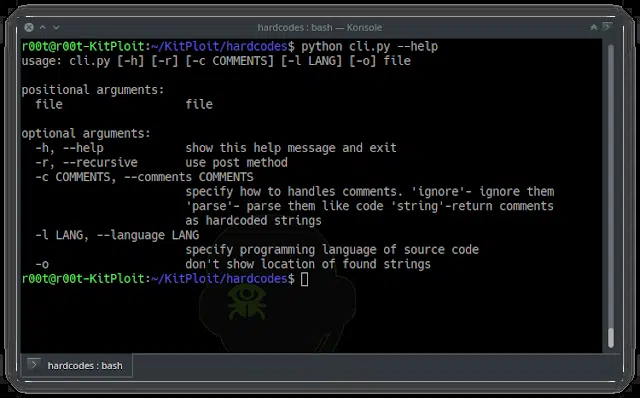 hardcodes : bash — Konsole
r00t@r00t-KitPloit:~/KitPloit/hardcodes$ python cli.py --help
usage: cli.py [-h] [-r] [-c COMMENTS] [-l LANG] [-o] file
positional arguments:
file file
optional arguments:
-h, --help show this help message and exit
-r, --recursive use post method
-c COMMENTS, --comments COMMENTS
specify how to handles comments. 'ignore'- ignore them
'parse'- parse them like code 'string'-return comments
as hardcoded strings
-l LANG, --language LANG
specify programming language of source code
-o don't show location of found strings
r00t@r00t-KitPloit:~/KitPloit/hardcodes$
hardcodes : bash